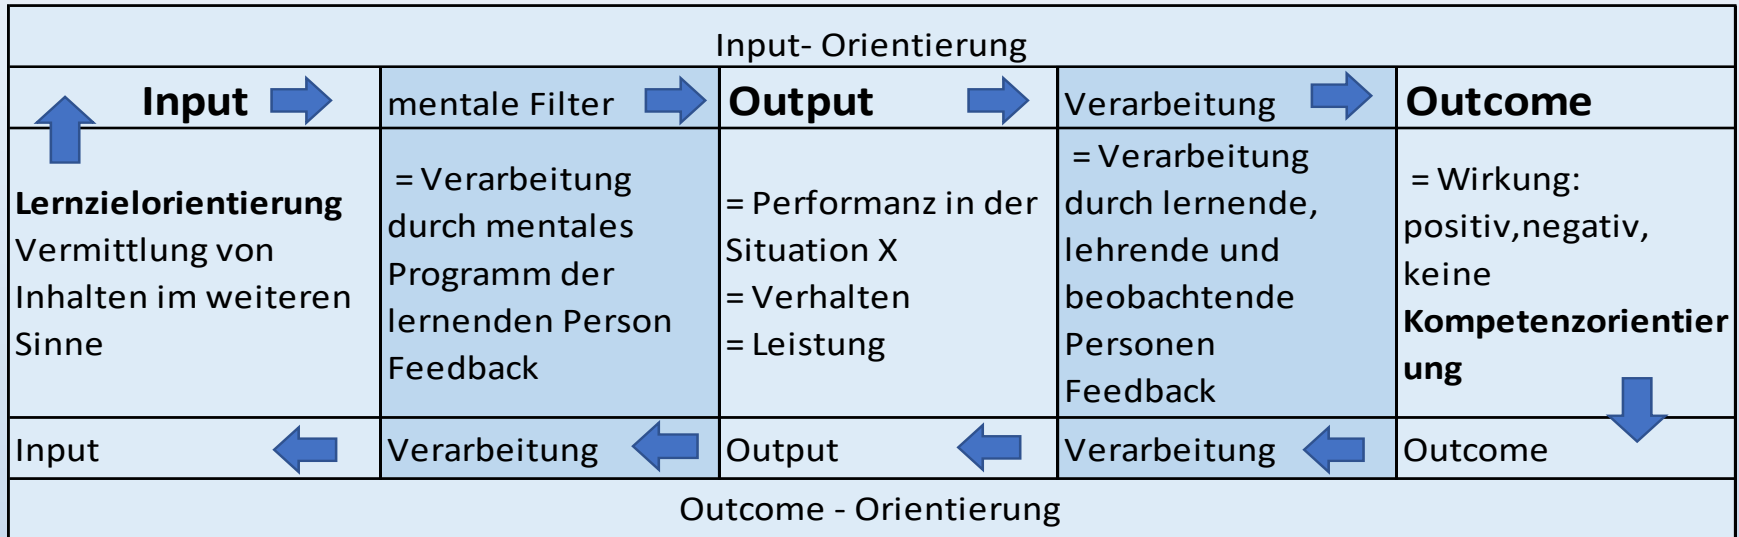 Input- Orientierung
Input
mentale Filter
Output
Verarbeitung
Outcome
Lernzielorientierung
Vermittlung von
Inhalten im weiteren
Sinne
= Verarbeitung
durch mentales
Programm der
lernenden Person
Feedback
= Performanz in der
Situation X
= Verhalten
= Leistung
= Verarbeitung
durch lernende,
lehrende und
beobachtende
Personen
Feedback
= Wirkung:
positiv,negativ,
keine
Kompetenzorientier
ung
Input
Verarbeitung
Output
Verarbeitung
Outcome
Outcome - Orientierung